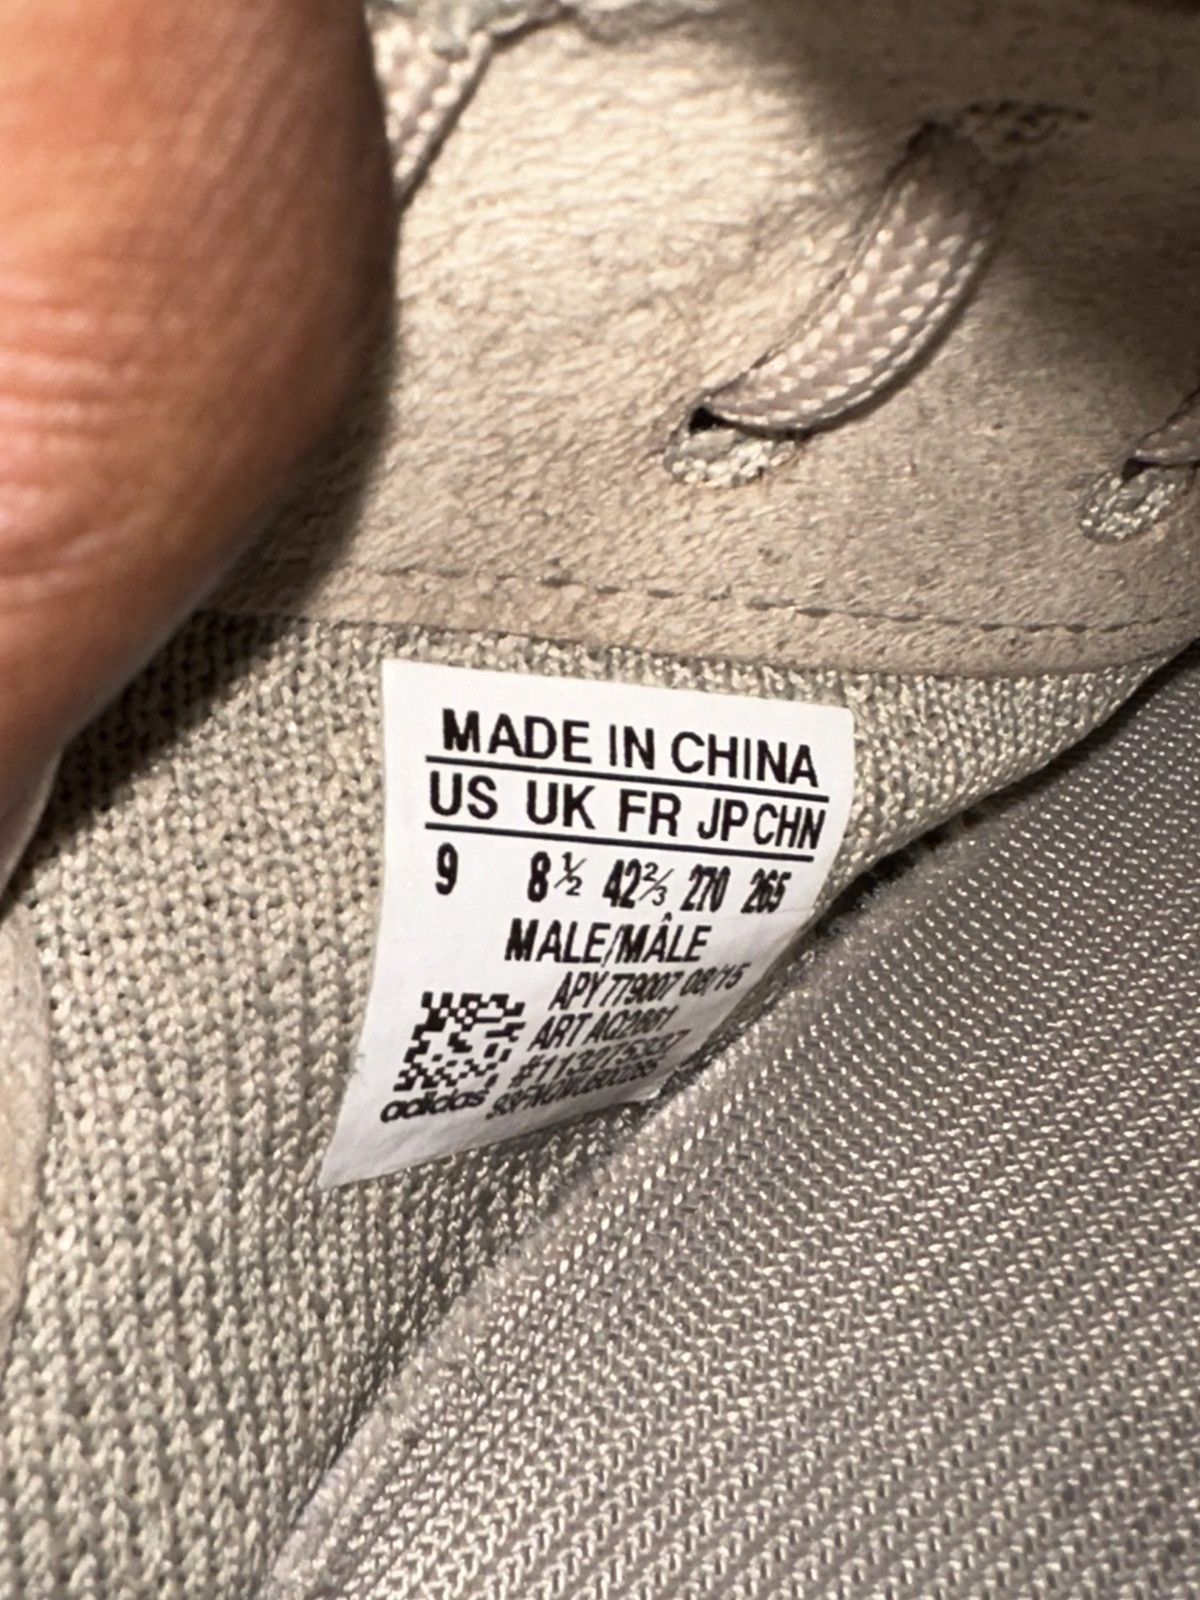 MADE IN CHINA
US UK FR JP CHN
9 8½ 42⅔ 270 265
MALE/MÂLE
APY 779007 08/15
ART AQ2661
adidas